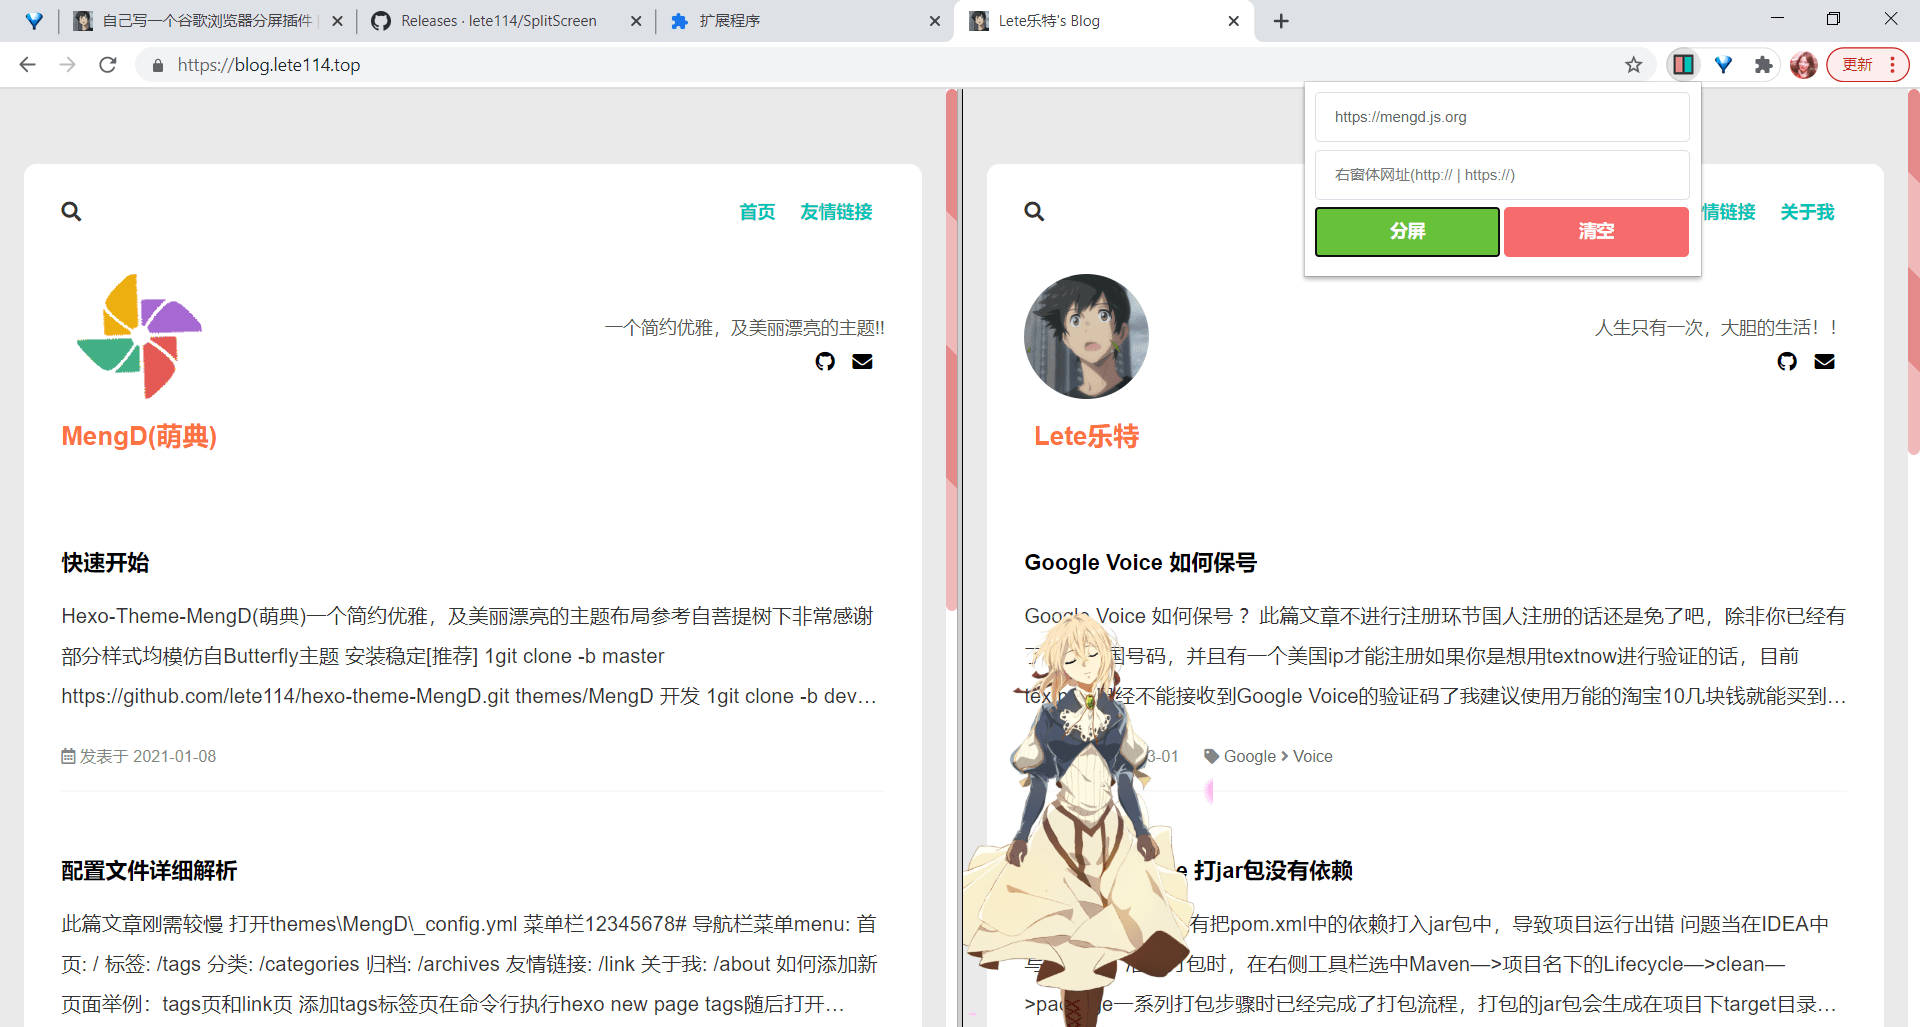 自己写一个谷歌浏览器分屏插件
Releases · lete114/SplitScreen
扩展程序
Lete乐特's Blog
https://blog.lete114.top
更新
https://mengd.js.org
右窗体网址(http:// | https://)
分屏
清空
首页
友情链接
一个简约优雅，及美丽漂亮的主题!!
MengD(萌典)
快速开始
Hexo-Theme-MengD(萌典)一个简约优雅，及美丽漂亮的主题布局参考自菩提树下非常感谢
部分样式均模仿自Butterfly主题 安装稳定[推荐] 1git clone -b master
https://github.com/lete114/hexo-theme-MengD.git themes/MengD 开发 1git clone -b dev…
发表于 2021-01-08
配置文件详细解析
此篇文章刚需较慢 打开themes\MengD\_config.yml 菜单栏12345678# 导航栏菜单menu: 首
页: / 标签: /tags 分类: /categories 归档: /archives 友情链接: /link 关于我: /about 如何添加新
页面举例：tags页和link页 添加tags标签页在命令行执行hexo new page tags随后打开…
情链接
关于我
人生只有一次，大胆的生活！！
Lete乐特
Google Voice 如何保号
Google Voice 如何保号？此篇文章不进行注册环节国人注册的话还是免了吧，除非你已经有
国号码，并且有一个美国ip才能注册如果你是想用textnow进行验证的话，目前
经不能接收到Google Voice的验证码了我建议使用万能的淘宝10几块钱就能买到…
3-01
Google > Voice
e 打jar包没有依赖
有把pom.xml中的依赖打入jar包中，导致项目运行出错 问题当在IDEA中
打包时，在右侧工具栏选中Maven—>项目名下的Lifecycle—>clean—
>pac ge一系列打包步骤时已经完成了打包流程，打包的jar包会生成在项目下target目录…